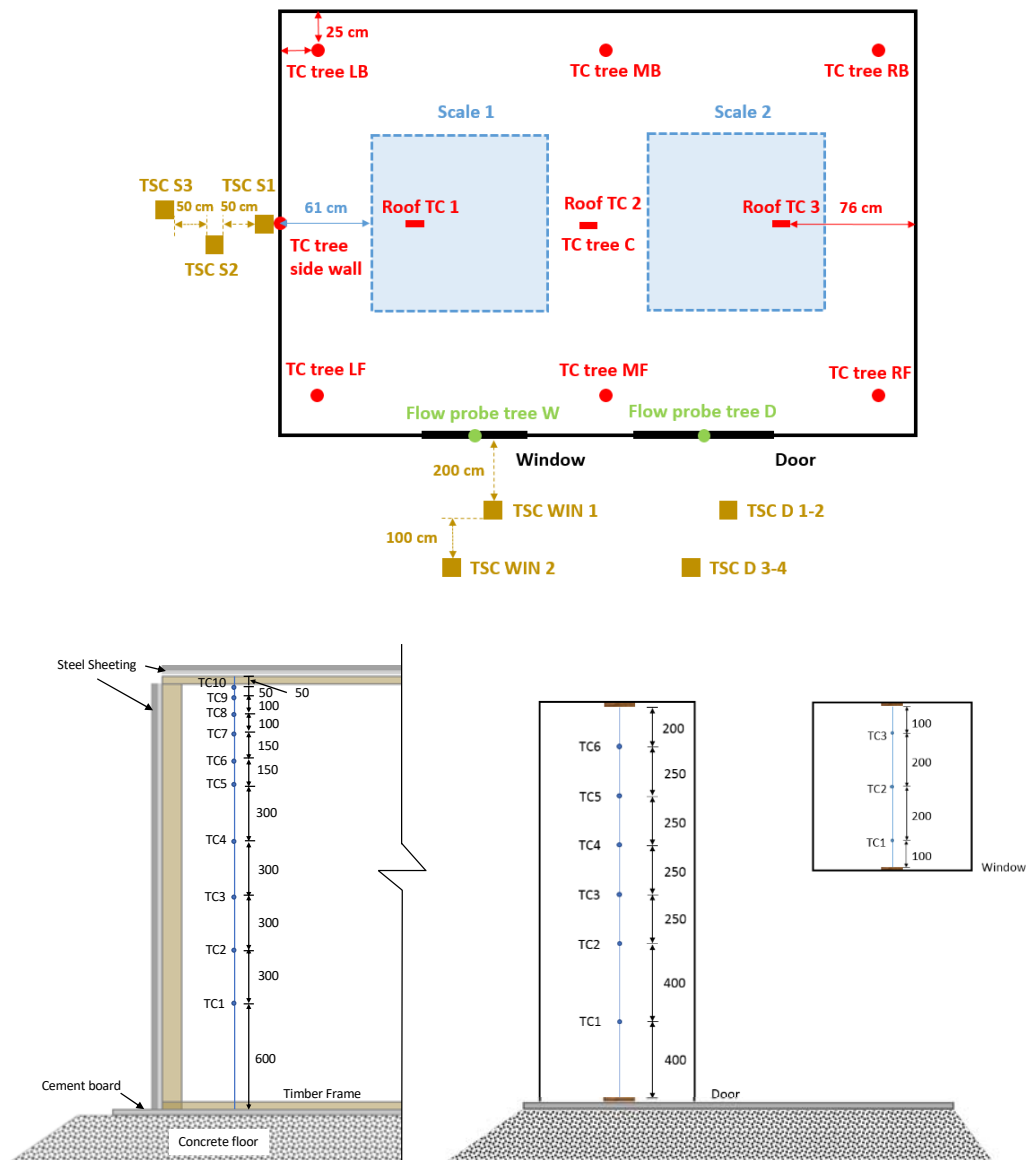 25 cm
TC tree LB
TC tree MB
TC tree RB
Scale 1
Scale 2
TSC S3
TSC S1
50 cm
50 cm
61 cm
Roof TC 1
Roof TC 2
Roof TC 3
76 cm
TSC S2
TC tree
side wall
TC tree C
TC tree LF
TC tree MF
TC tree RF
Flow probe tree W
Flow probe tree D
200 cm
Window
Door
TSC WIN 1
TSC D 1-2
100 cm
TSC WIN 2
TSC D 3-4
Steel Sheeting
TC10
50
50
TC9
100
TC8
100
TC7
150
TC6
150
TC5
300
TC4
300
TC3
300
TC2
300
TC1
600
Cement board
Timber Frame
Concrete floor
200
TC6
250
TC5
250
TC4
250
TC3
250
TC2
400
TC1
400
Door
100
TC3
200
TC2
200
TC1
100
Window